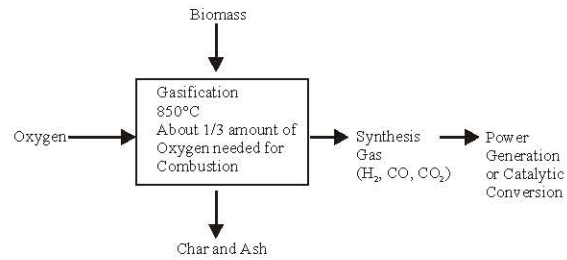 Biomass
Gasification
850°C
About 1/3 amount of
Oxygen needed for
Combustion
Oxygen
Synthesis
Gas
(H₂, CO, CO₂)
Power
Generation
or Catalytic
Conversion
Char and Ash